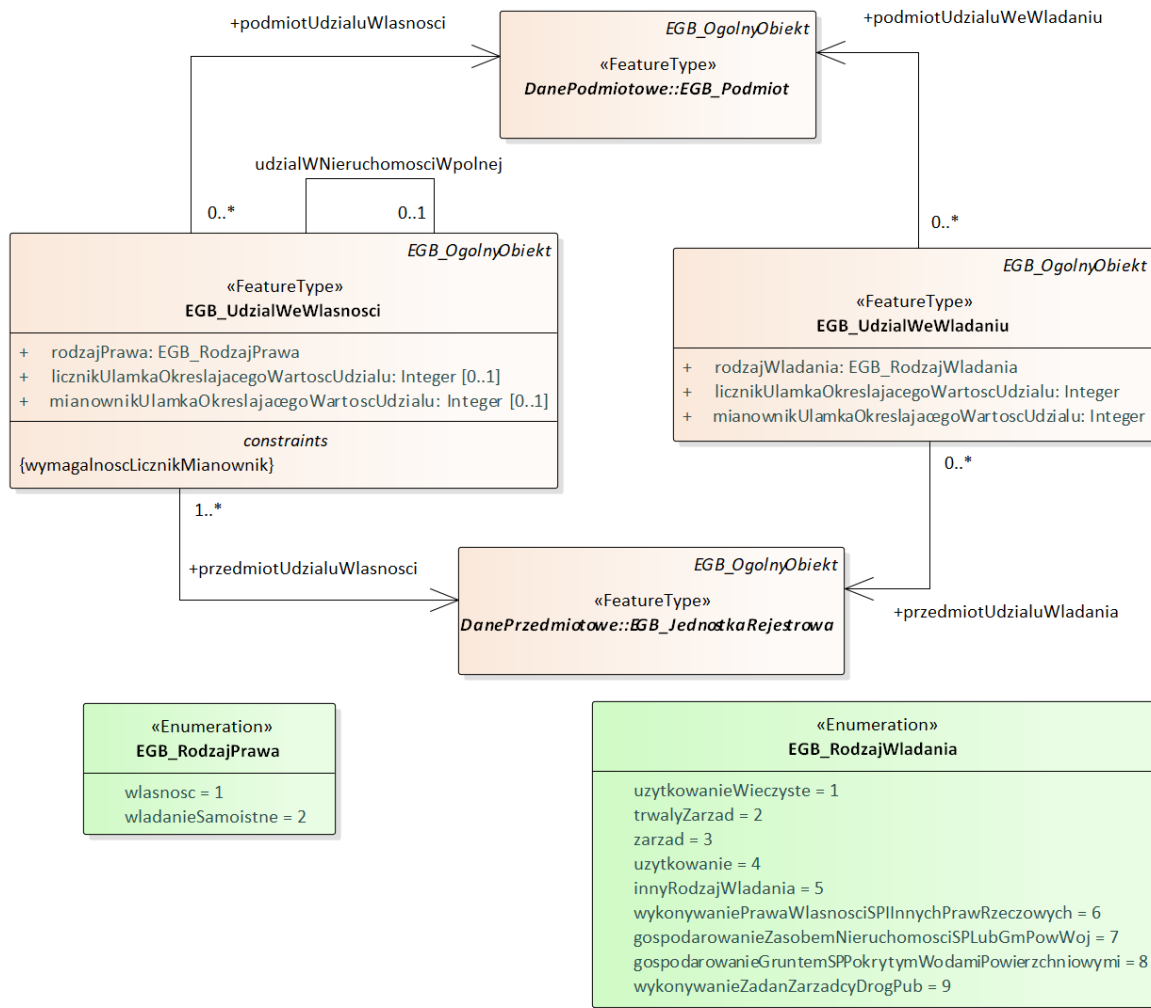 +podmiotUdzialuWlasnosci
+podmiotUdzialuWeWladaniu
EGB_OgolnyObiekt
«FeatureType»
DanePodmiotowe::EGB_Podmiot
udzialWNieruchomosciWpolnej
0..*
0..1
0..*
EGB_OgolnyObiekt
«FeatureType»
EGB_UdzialWeWlasnosci
+ rodzajPrawa: EGB_RodzajPrawa
+ licznikUlamkaOkreslajacegoWartoscUdzialu: Integer [0..1]
+ mianownikUlamkaOkreslajacegoWartoscUdzialu: Integer [0..1]
constraints
{wymagalnoscLicznikMianownik}
EGB_OgolnyObiekt
«FeatureType»
EGB_UdzialWeWladaniu
+ rodzajWladania: EGB_RodzajWladania
+ licznikUlamkaOkreslajacegoWartoscUdzialu: Integer
+ mianownikUlamkaOkreslajacegoWartoscUdzialu: Integer
1..*
0..*
+przedmiotUdzialuWlasnosci
+przedmiotUdzialuWladania
EGB_OgolnyObiekt
«FeatureType»
DanePrzedmiotowe::EGB_JednostkaRejestrowa
«Enumeration»
EGB_RodzajPrawa
wlasnosc = 1
wladanieSamoistne = 2
«Enumeration»
EGB_RodzajWladania
uzytkowanieWieczyste = 1
trwalyZarzad = 2
zarzad = 3
uzytkowanie = 4
innyRodzajWladania = 5
wykonywaniePrawaWlasnosciSPIInnychPrawRzeczowych = 6
gospodarowanieZasobemNieruchomosciSPLubGmPowWoj = 7
gospodarowanieGruntemSPPokrytymWodamiPowierzchniowymi = 8
wykonywanieZadanZarzadcyDrogPub = 9